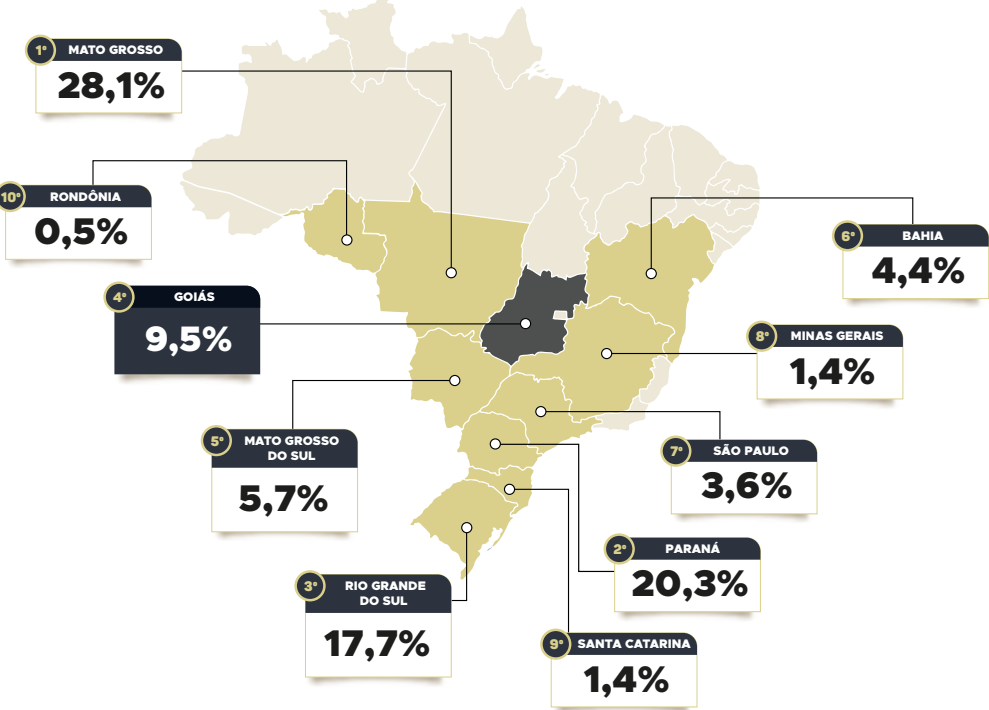 1º MATO GROSSO
28,1%
10º RONDÔNIA
0,5%
6º BAHIA
4,4%
4º GOIÁS
9,5%
8º MINAS GERAIS
1,4%
5º MATO GROSSO
DO SUL
5,7%
7º SÃO PAULO
3,6%
2º PARANÁ
20,3%
3º RIO GRANDE
DO SUL
17,7%
9º SANTA CATARINA
1,4%